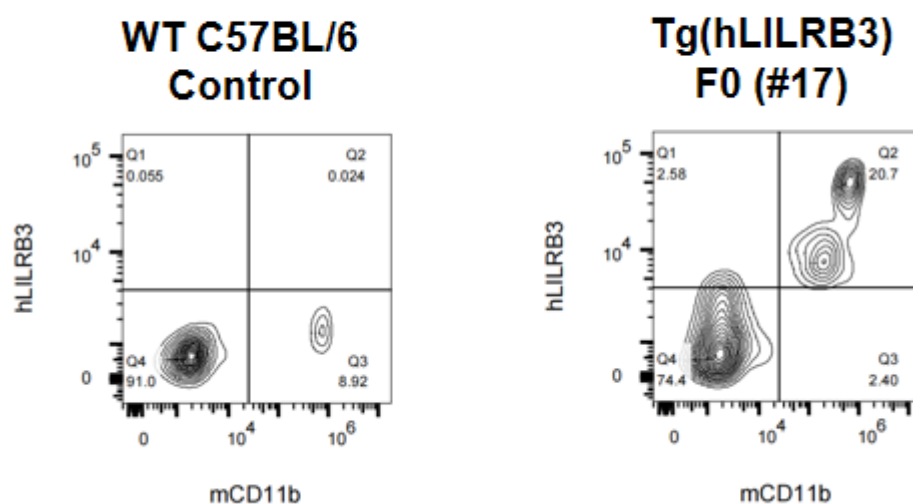 WT C57BL/6
Control
Tg(hLILRB3)
F0 (#17)
hLILRB3
10^5
10^4
0
Q1
0.055
Q2
0.024
Q4
91.0
Q3
8.92
0
10^4
10^6
mCD11b
hLILRB3
10^5
10^4
0
Q1
2.58
Q2
20.7
Q4
74.4
Q3
2.40
0
10^4
10^6
mCD11b